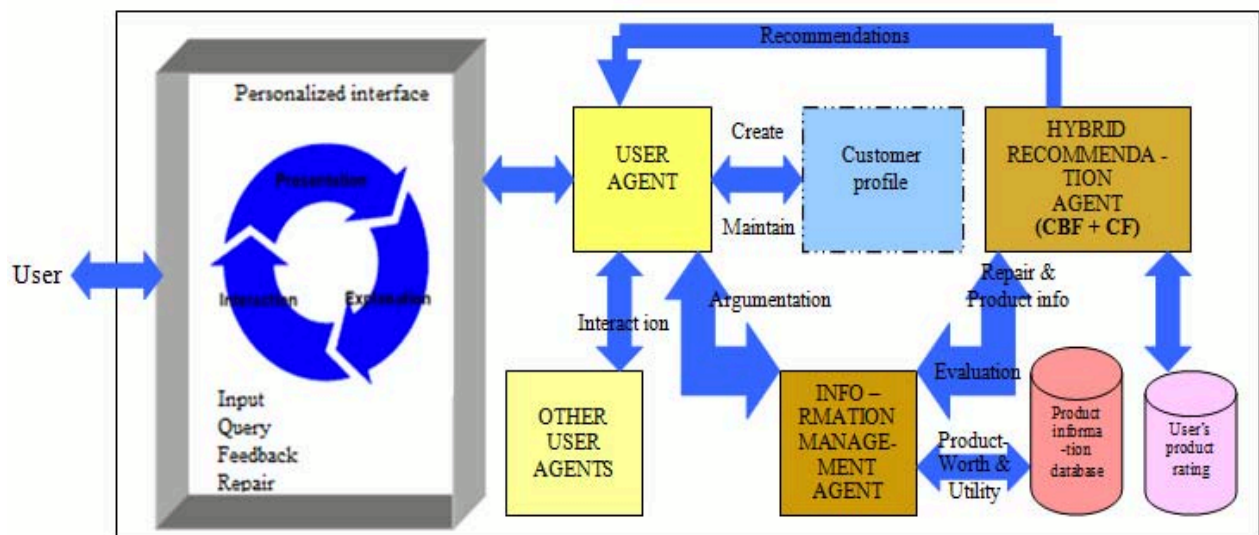 Recommendations
Personalized interface
Presentation
Interaction
Explanation
Input
Query
Feedback
Repair
User
USER
AGENT
Create
Maintain
Customer
profile
HYBRID
RECOMMENDA -
TION
AGENT
(CBF + CF)
Interact ion
Argumentation
Repair &
Product info
Evaluation
OTHER
USER
AGENTS
INFO –
RMATION
MANAGE-
MENT
AGENT
Product-
Worth &
Utility
Product
informa
-tion
database
User's
product
rating